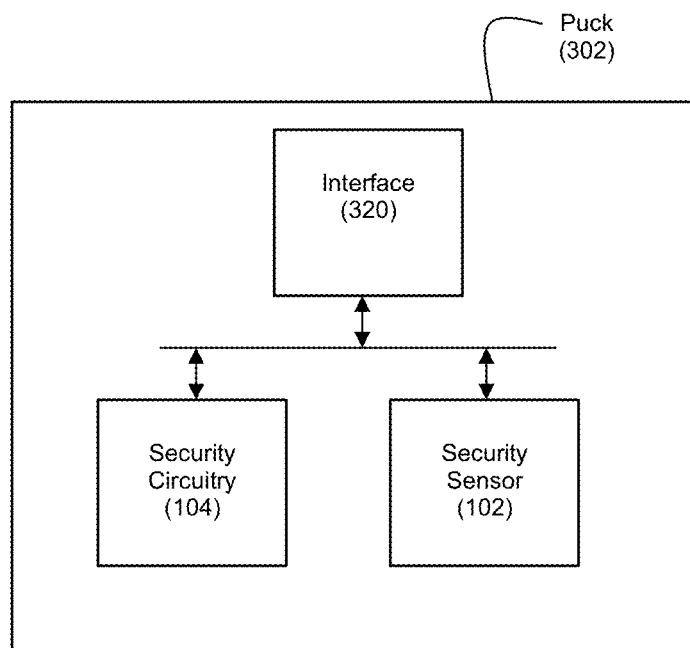 Puck
(302)
Interface
(320)
Security
Circuitry
(104)
Security
Sensor
(102)